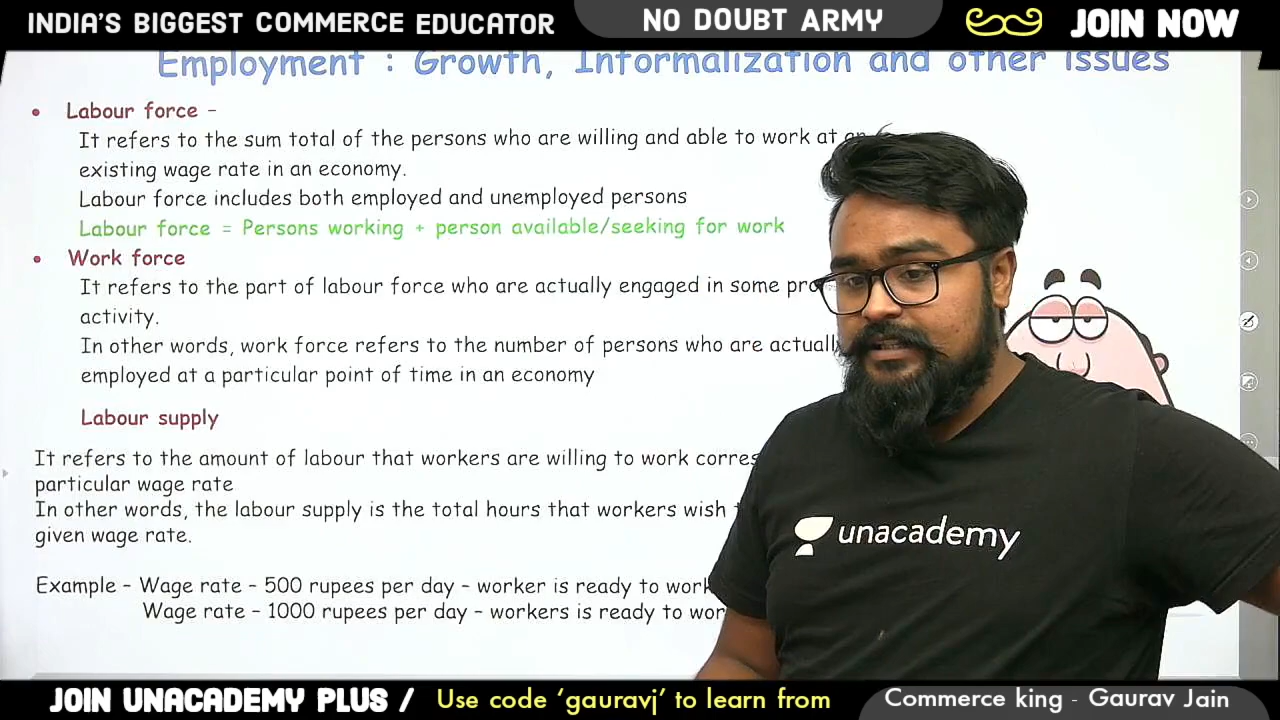 INDIA'S BIGGEST COMMERCE EDUCATOR
NO DOUBT ARMY
JOIN NOW
Employment : Growth, Informalization and other issues
• Labour force –
It refers to the sum total of the persons who are willing and able to work at
existing wage rate in an economy.
Labour force includes both employed and unemployed persons
Labour force = Persons working + person available/seeking for work
• Work force
It refers to the part of labour force who are actually engaged in some
activity.
In other words, work force refers to the number of persons who are
employed at a particular point of time in an economy
Labour supply
It refers to the amount of labour that workers are willing to work
particular wage rate
In other words, the labour supply is the total hours that workers wish
given wage rate.
Example – Wage rate – 500 rupees per day – worker is ready to work
Wage rate – 1000 rupees per day – workers is ready to
unacademy
JOIN UNACADEMY PLUS / Use code 'gauravj' to learn from
Commerce king - Gaurav Jain